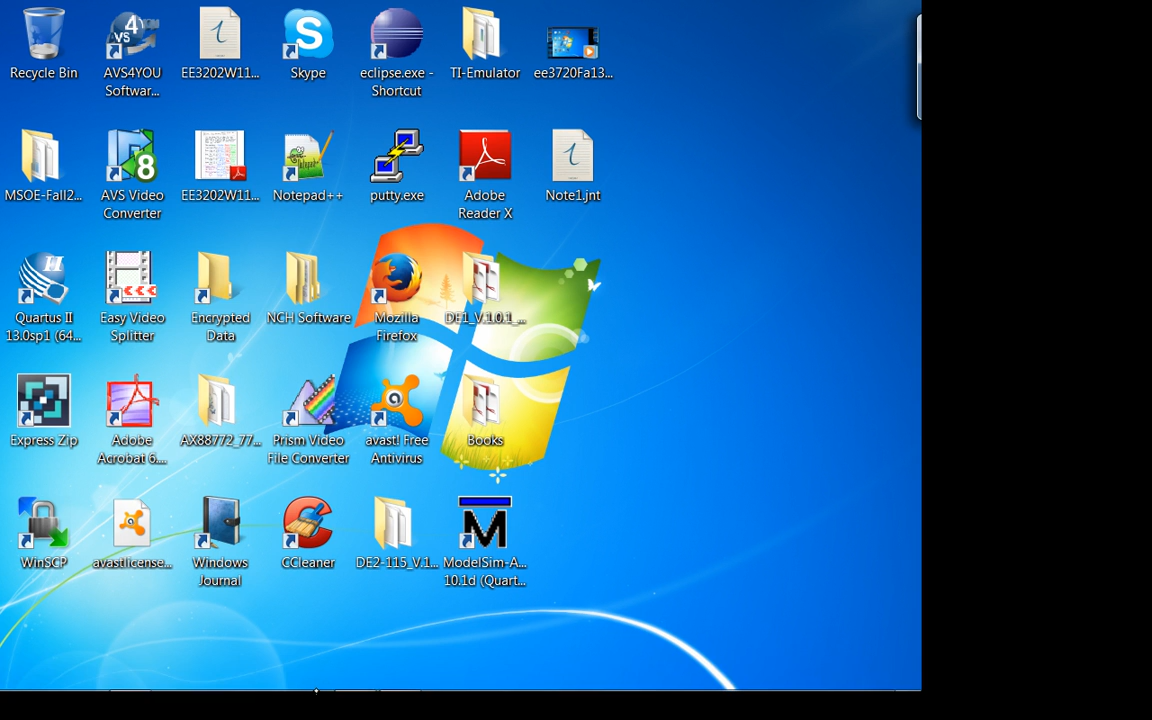 Recycle Bin
AVS4YOU
Softwar...
EE3202W11...
Skype
eclipse.exe -
Shortcut
TI-Emulator
ee3720Fa13...
MSOE-Fall2...
AVS Video
Converter
EE3202W11...
Notepad++
putty.exe
Adobe
Reader X
Note1.jnt
Quartus II
13.0sp1 (64...
Easy Video
Splitter
Encrypted
Data
NCH Software
Mozilla
Firefox
DE1_V.1.0.1_...
Express Zip
Adobe
Acrobat 6....
AX88772_77...
Prism Video
File Converter
avast! Free
Antivirus
Books
WinSCP
avastlicense...
Windows
Journal
CCleaner
DE2-115_V.1...
ModelSim-A...
10.1d (Quart...